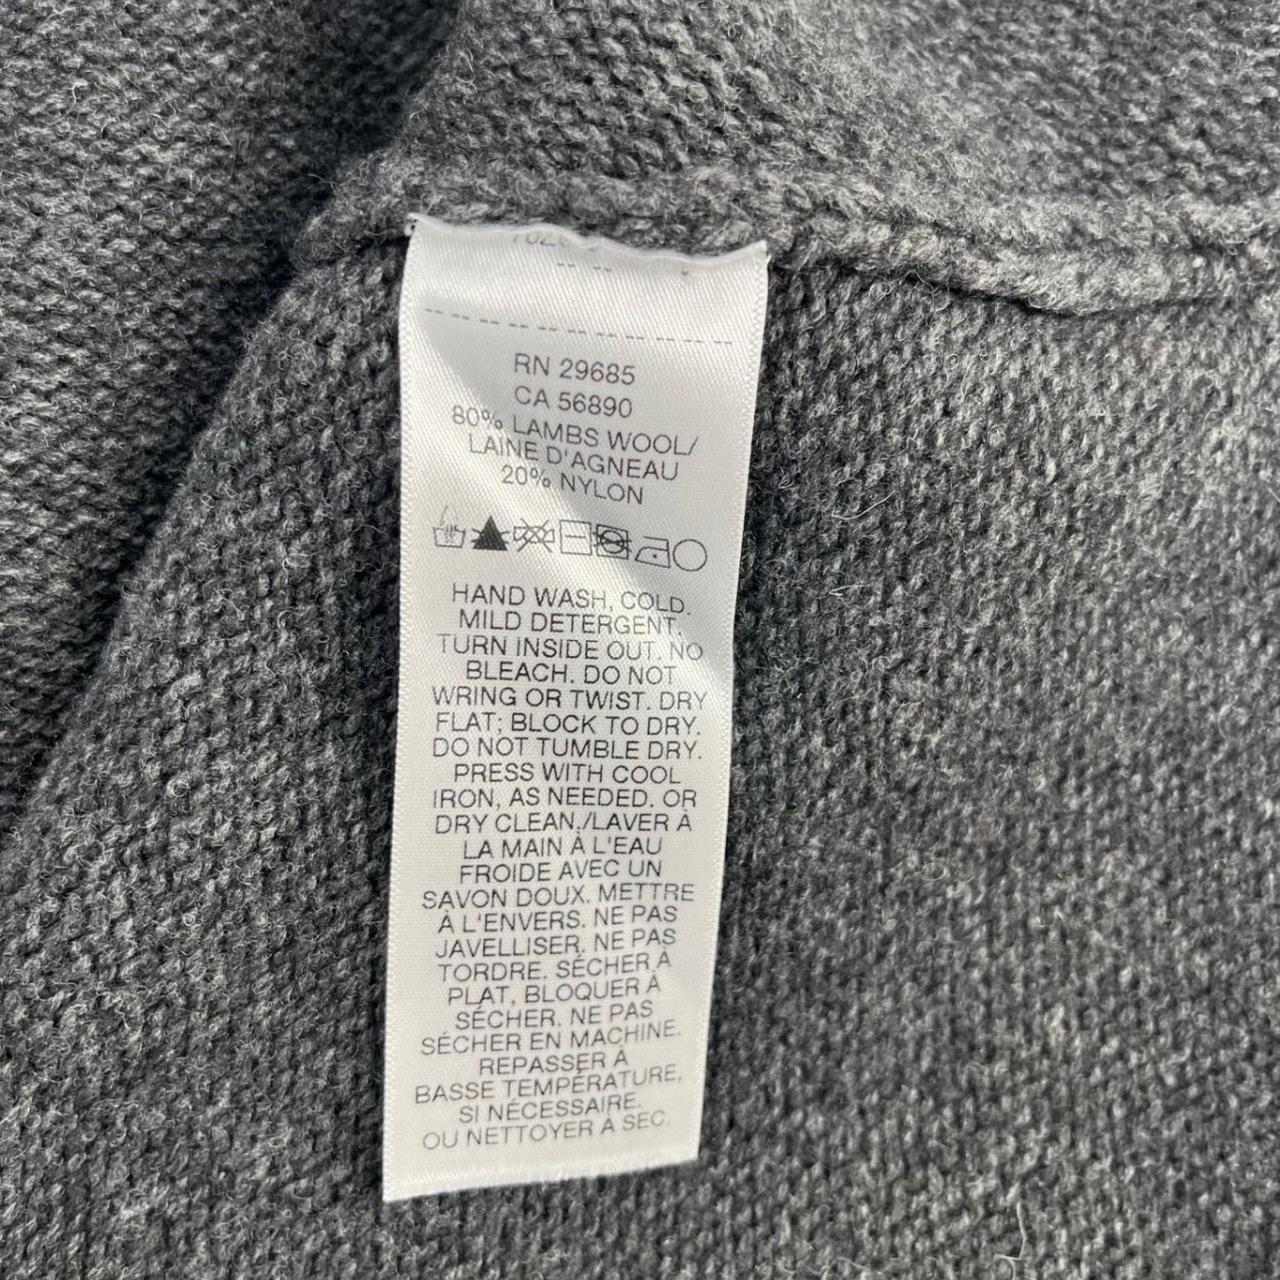 RN 29685
CA 56890
80% LAMBS WOOL/
LAINE D'AGNEAU
20% NYLON
HAND WASH, COLD.
MILD DETERGENT.
TURN INSIDE OUT. NO
BLEACH. DO NOT
WRING OR TWIST. DRY
FLAT; BLOCK TO DRY.
DO NOT TUMBLE DRY.
PRESS WITH COOL
IRON, AS NEEDED. OR
DRY CLEAN./LAVER À
LA MAIN À L'EAU
FROIDE AVEC UN
SAVON DOUX. METTRE
À L'ENVERS. NE PAS
JAVELLISER, NE PAS
TORDRE. SÉCHER À
PLAT, BLOQUER À
SÉCHER. NE PAS
SÉCHER EN MACHINE.
REPASSER À
BASSE TEMPÉRATURE,
SI NÉCESSAIRE.
OU NETTOYER À SEC.